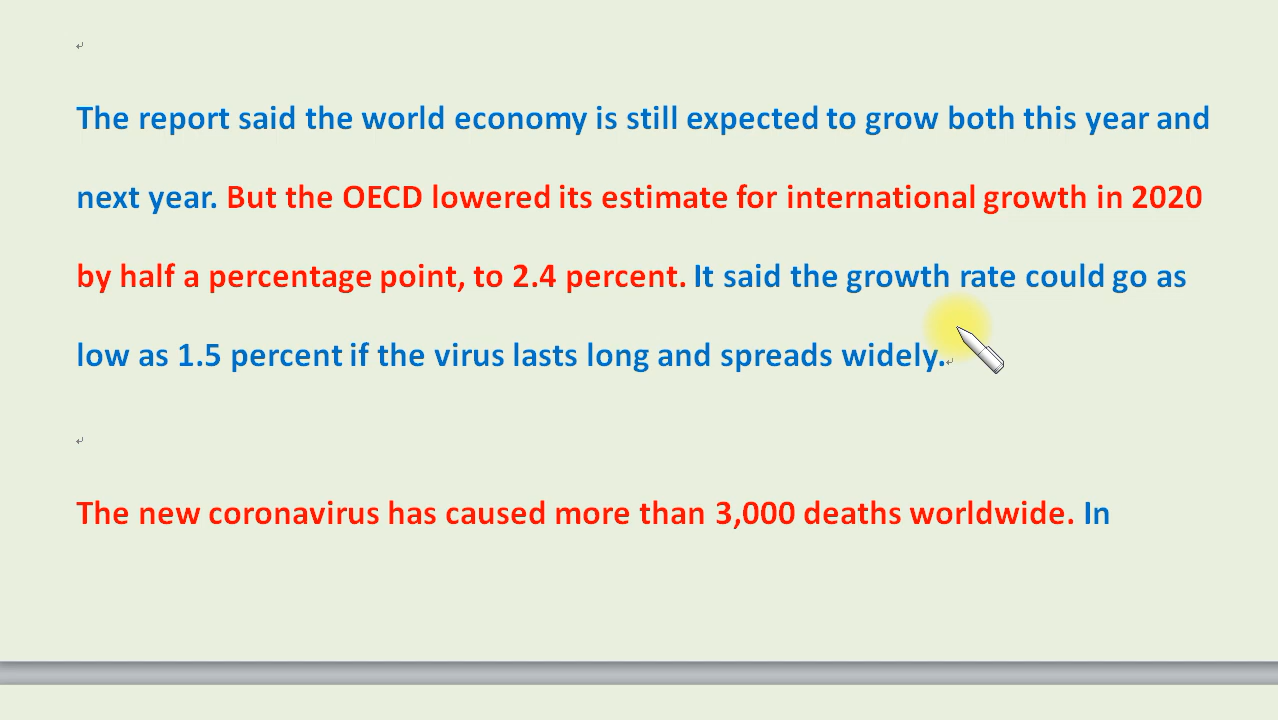 The report said the world economy is still expected to grow both this year and
next year. But the OECD lowered its estimate for international growth in 2020
by half a percentage point, to 2.4 percent. It said the growth rate could go as
low as 1.5 percent if the virus lasts long and spreads widely.
The new coronavirus has caused more than 3,000 deaths worldwide. In